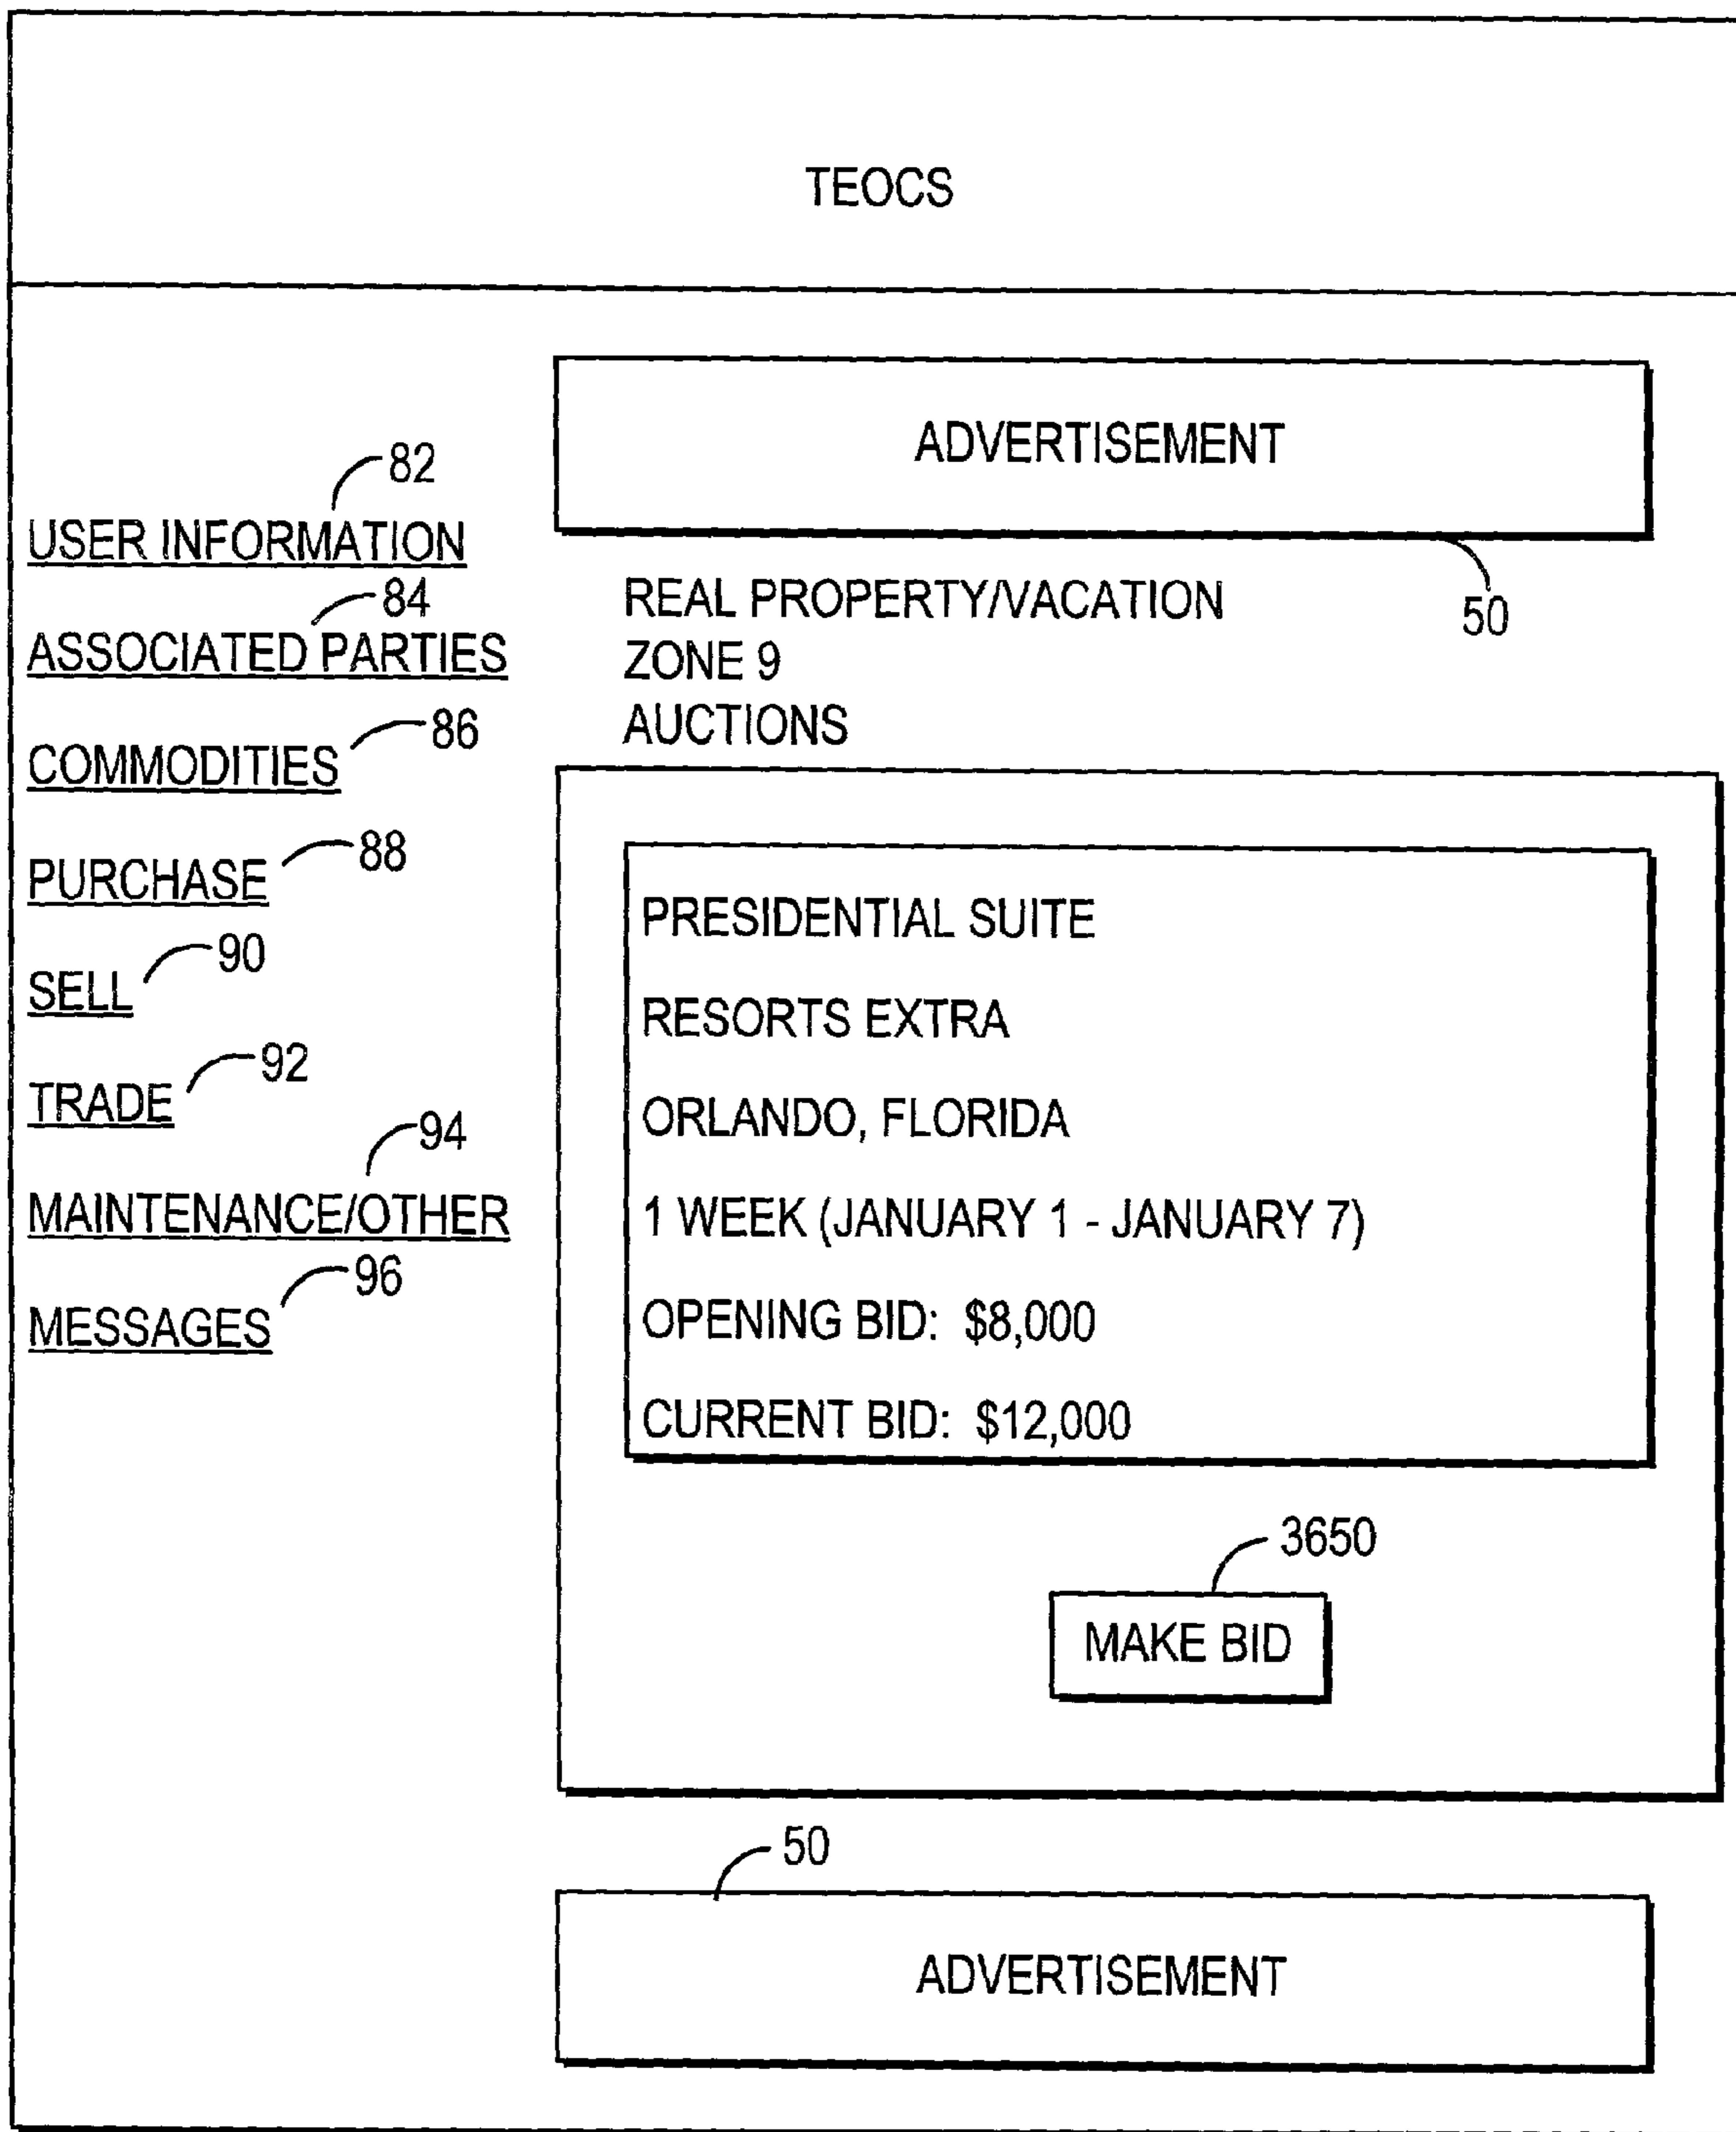 TEOCS
ADVERTISEMENT
50
82
USER INFORMATION
84
ASSOCIATED PARTIES
86
COMMODITIES
88
PURCHASE
90
SELL
92
TRADE
94
MAINTENANCE/OTHER
96
MESSAGES
REAL PROPERTY/VACATION
ZONE 9
AUCTIONS
PRESIDENTIAL SUITE
RESORTS EXTRA
ORLANDO, FLORIDA
1 WEEK (JANUARY 1 - JANUARY 7)
OPENING BID: $8,000
CURRENT BID: $12,000
3650
MAKE BID
50
ADVERTISEMENT